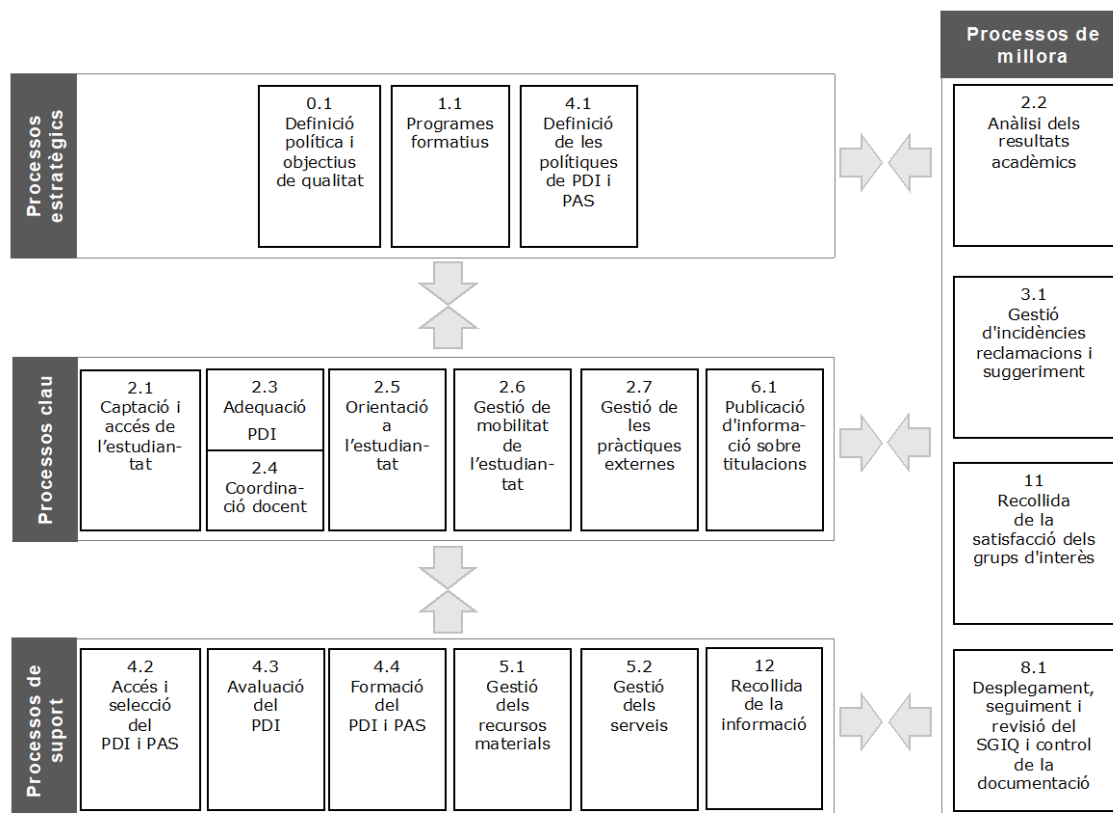 Processos estratègics
0.1
Definició
política i
objectius
de qualitat
1.1
Programes
formatius
4.1
Definició
de les
polítiques
de PDI i
PAS
Processos clau
2.1
Captació i
accés de
l’estudian-
tat
2.3
Adequació
PDI
2.4
Coordina-
ció docent
2.5
Orientació
a
l’estudian-
tat
2.6
Gestió de
mobilitat
de
l’estudian-
tat
2.7
Gestió de
les
pràctiques
externes
6.1
Publicació
d'informa-
ció sobre
titulacions
Processos de
suport
4.2
Accés i
selecció
del
PDI i PAS
4.3
Avaluació
del
PDI
4.4
Formació
del
PDI i PAS
5.1
Gestió
dels
recursos
materials
5.2
Gestió
dels
serveis
12
Recollida
de la
informació
Processos de
millora
2.2
Anàlisi dels
resultats
acadèmics
3.1
Gestió
d'incidències
reclamacions i
suggeriment
11
Recollida
de la
satisfacció dels
grups d'interès
8.1
Desplegament,
seguiment i
revisió del
SGIQ i control
de la
documentació